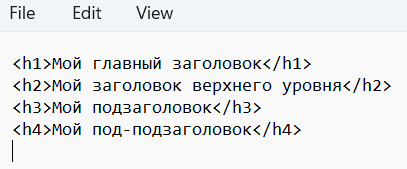 File Edit View
<h1>Мой главный заголовок</h1>
<h2>Мой заголовок верхнего уровня</h2>
<h3>Мой подзаголовок</h3>
<h4>Мой под-подзаголовок</h4>